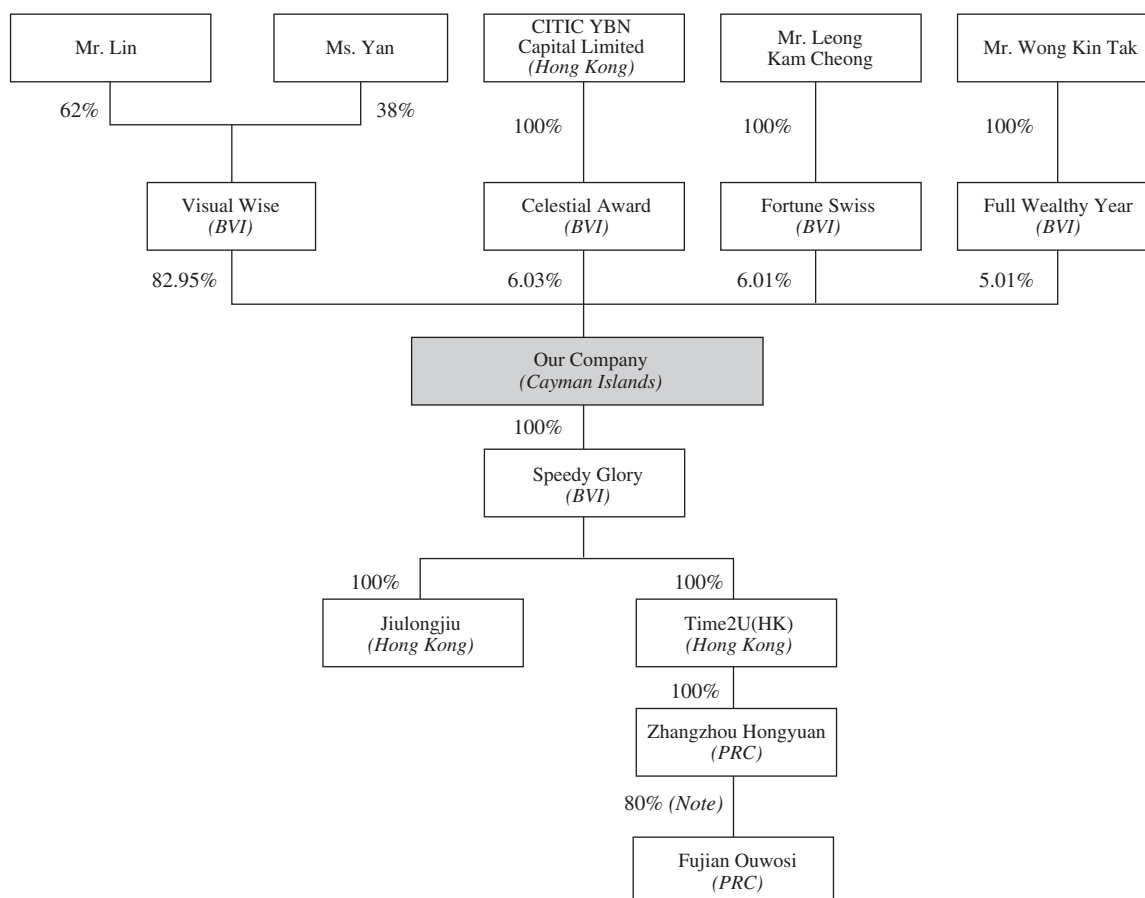 Mr. Lin
Ms. Yan
CITIC YBN
Capital Limited
(Hong Kong)
Mr. Leong
Kam Cheong
Mr. Wong Kin Tak
62%
38%
100%
100%
100%
Visual Wise
(BVI)
Celestial Award
(BVI)
Fortune Swiss
(BVI)
Full Wealthy Year
(BVI)
82.95%
6.03%
6.01%
5.01%
Our Company
(Cayman Islands)
100%
Speedy Glory
(BVI)
100%
100%
Jiulongjiu
(Hong Kong)
Time2U(HK)
(Hong Kong)
100%
Zhangzhou Hongyuan
(PRC)
80% (Note)
Fujian Ouwosi
(PRC)